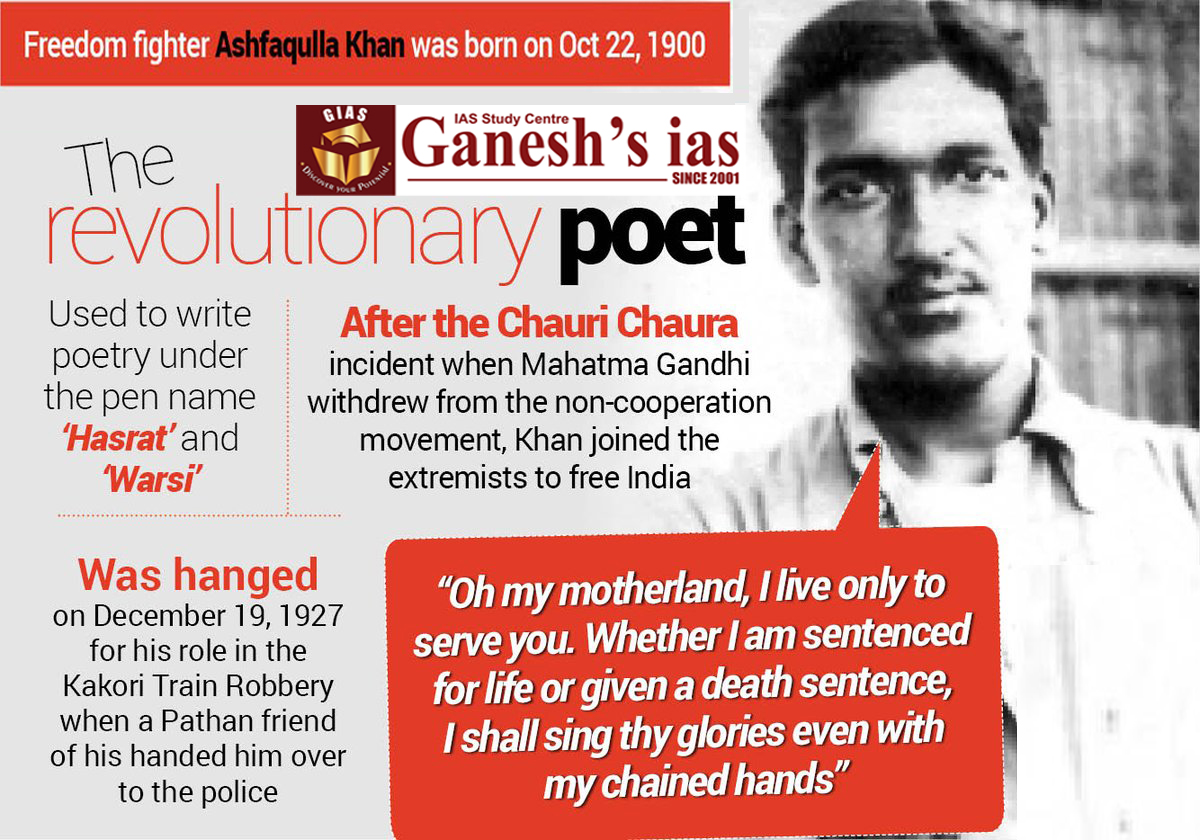 Freedom fighter Ashfaqulla Khan was born on Oct 22, 1900
GIAS
DISCOVER YOUR POTENTIAL
IAS Study Centre
Ganesh's ias
SINCE 2001
The
revolutionary poet
Used to write
poetry under
the pen name
‘Hasrat’ and
‘Warsi’
After the Chauri Chaura
incident when Mahatma Gandhi
withdrew from the non-cooperation
movement, Khan joined the
extremists to free India
Was hanged
on December 19, 1927
for his role in the
Kakori Train Robbery
when a Pathan friend
of his handed him over
to the police
“Oh my motherland, I live only to
serve you. Whether I am sentenced
for life or given a death sentence,
I shall sing thy glories even with
my chained hands”